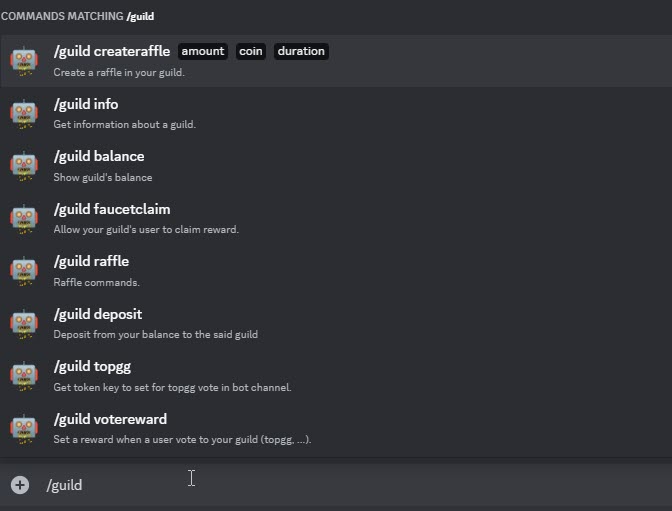 COMMANDS MATCHING /guild
/guild createraffle amount coin duration
Create a raffle in your guild.
/guild info
Get information about a guild.
/guild balance
Show guild's balance
/guild faucetclaim
Allow your guild's user to claim reward.
/guild raffle
Raffle commands.
/guild deposit
Deposit from your balance to the said guild
/guild topgg
Get token key to set for topgg vote in bot channel.
/guild votereward
Set a reward when a user vote to your guild (topgg, ...).
/guild